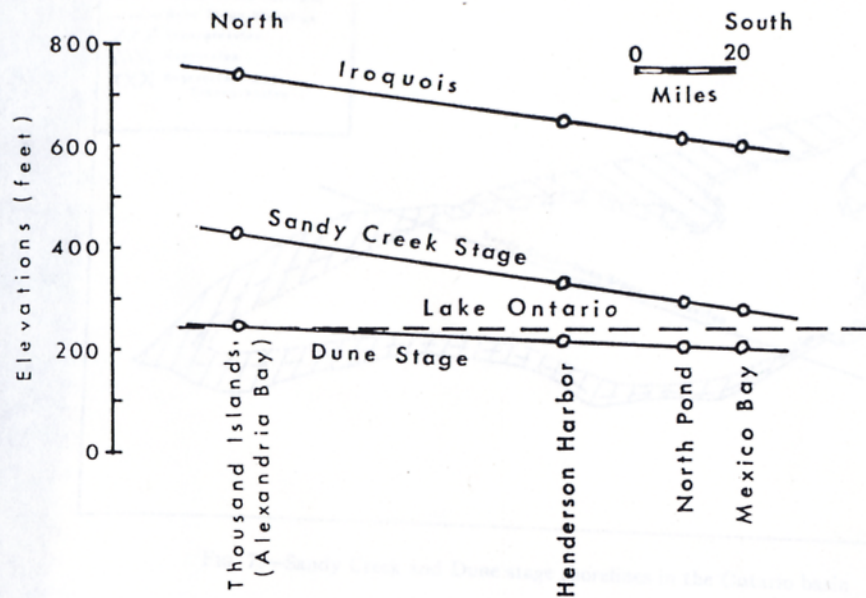 North
South
800
600
400
200
0
Elevations (feet)
0 20
Miles
Iroquois
Sandy Creek Stage
Lake Ontario
Dune Stage
Thousand Islands,
(Alexandria Bay)
Henderson Harbor
North Pond
Mexico Bay